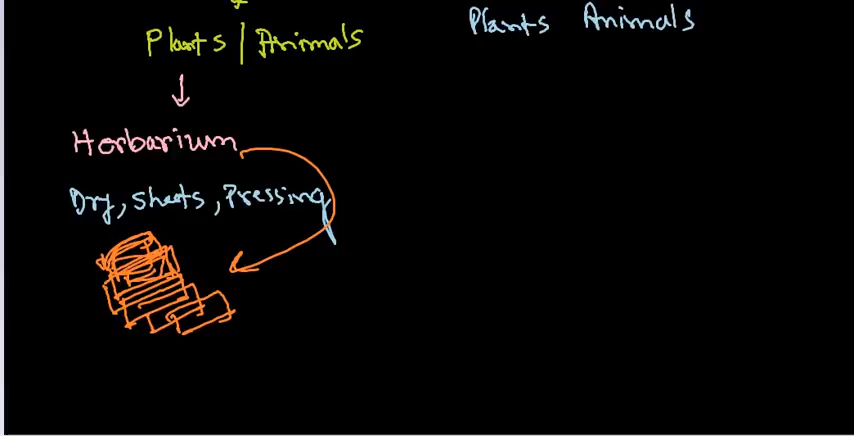 Plants | Animals
Plants Animals
Herbarium
Dry, Sheets, Pressing